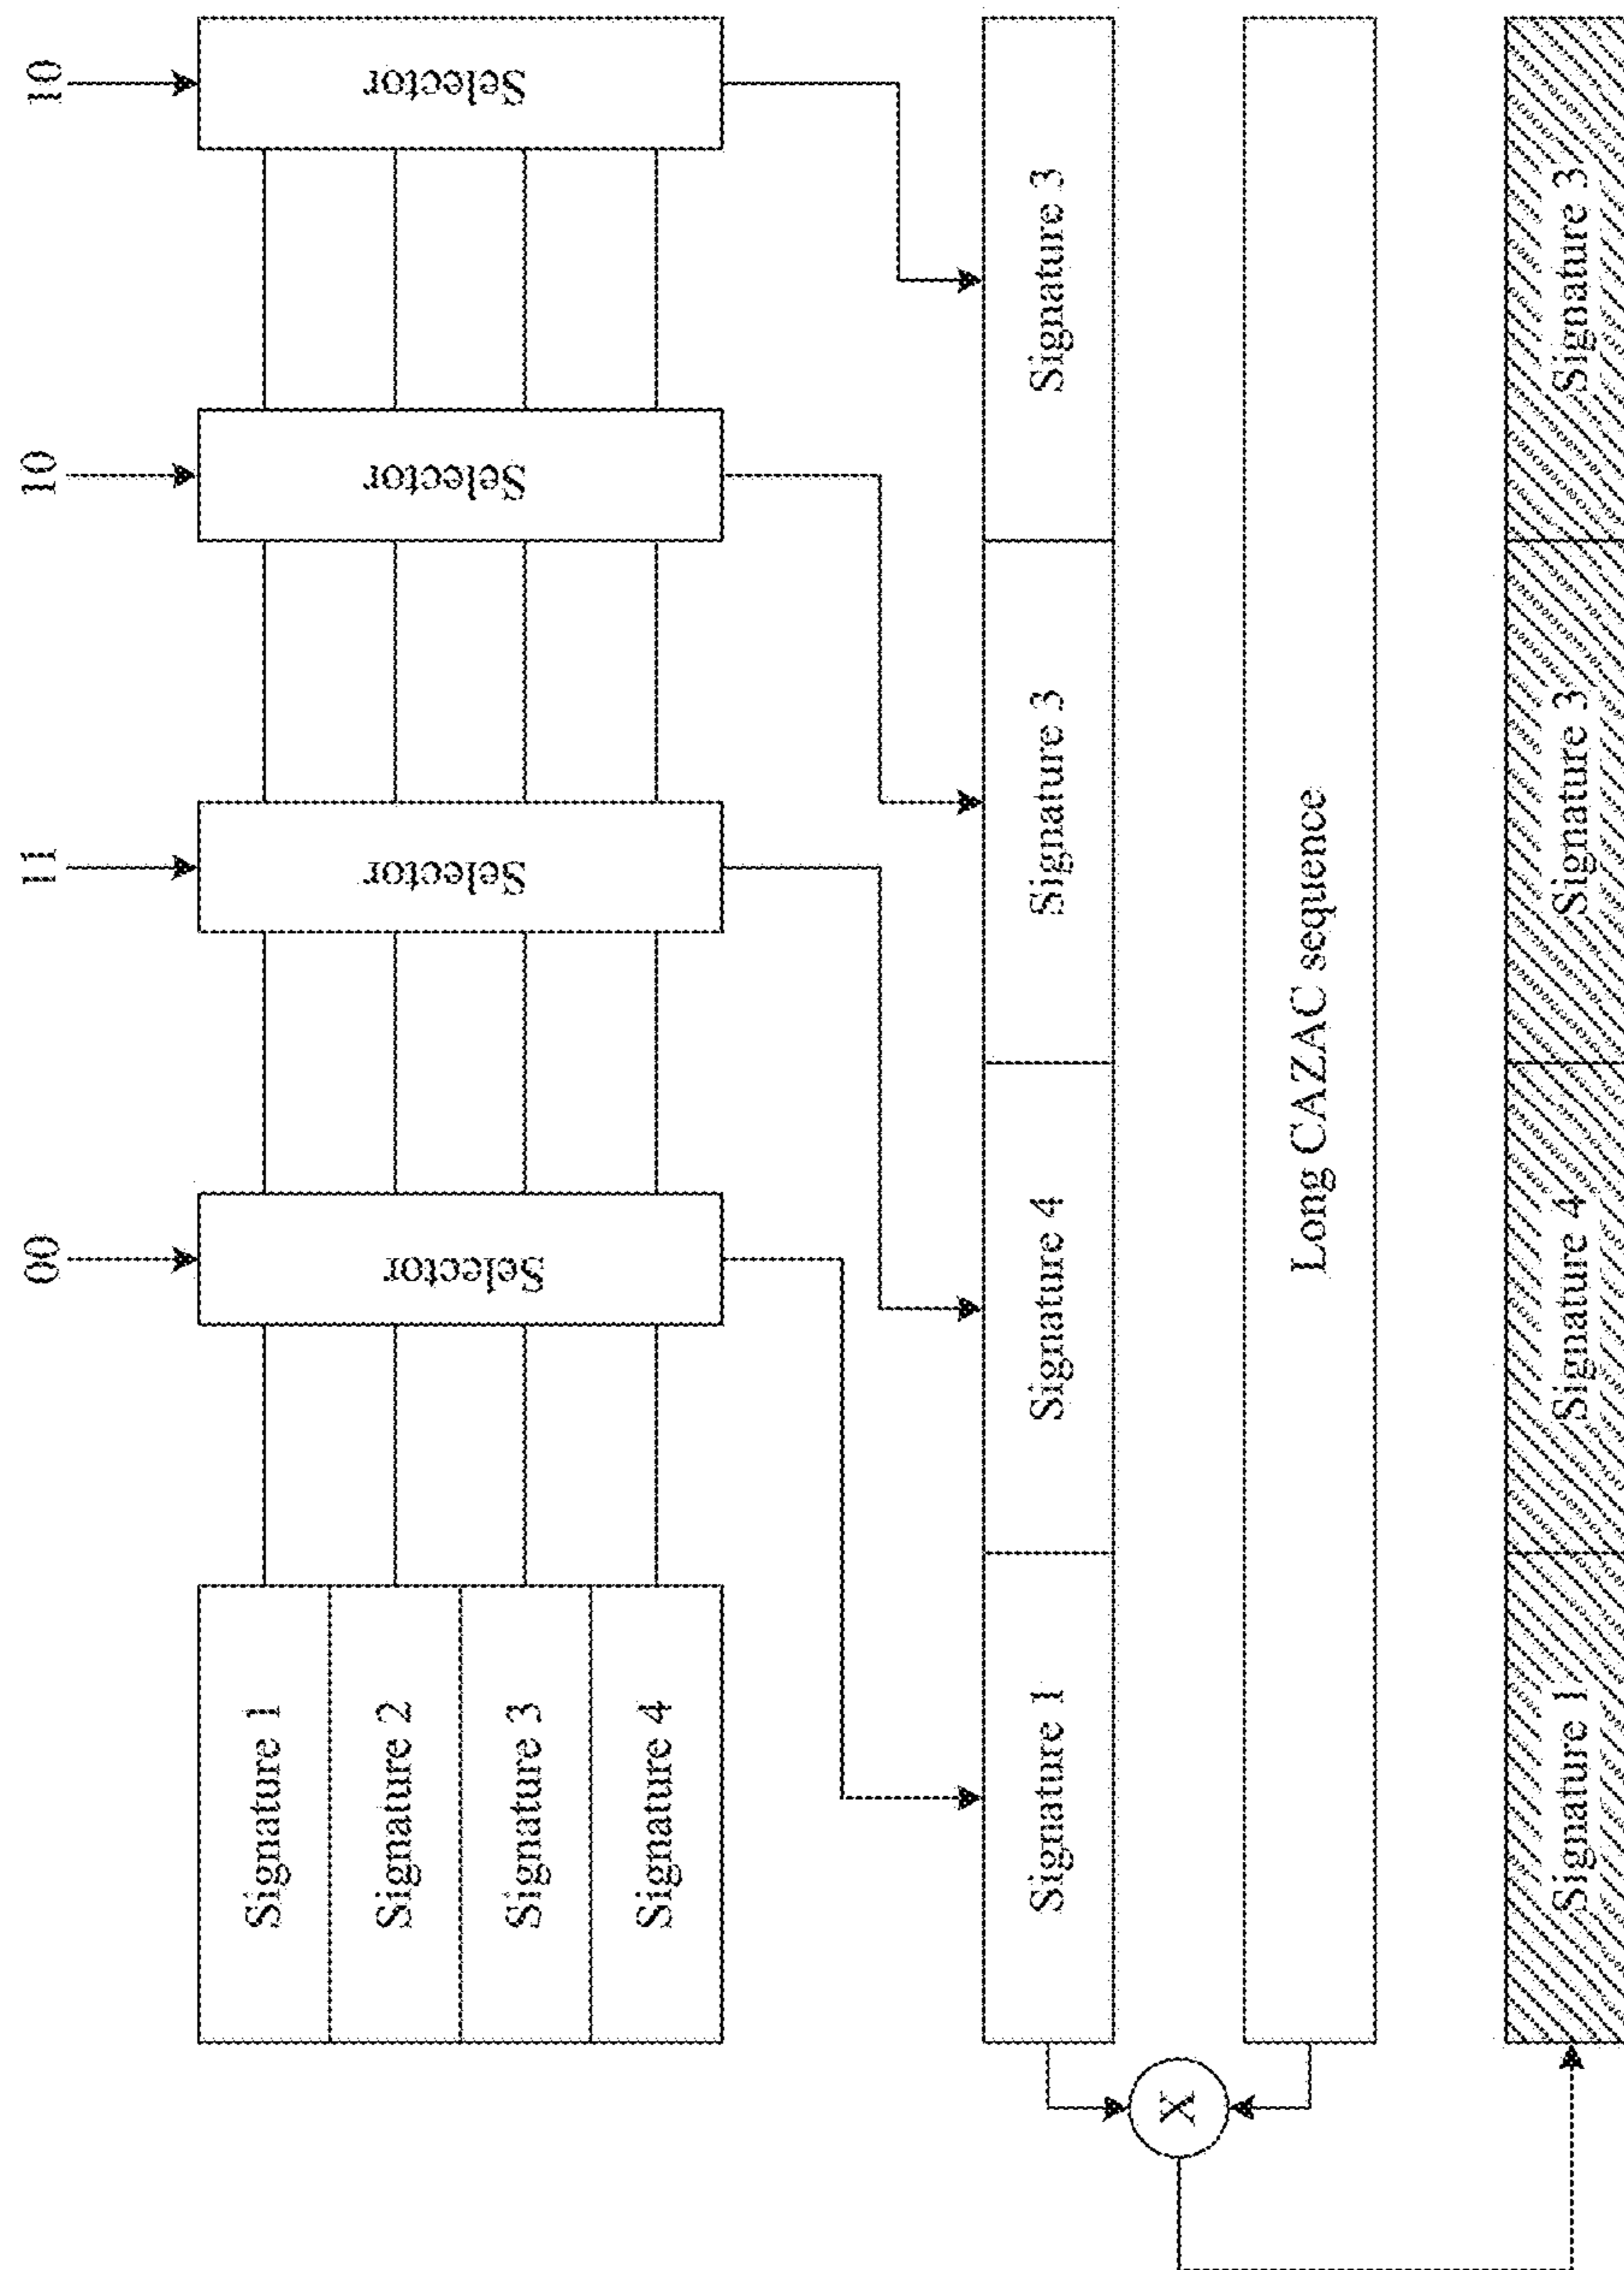 00
11
10
10
Signature 1
Signature 2
Signature 3
Signature 4
Selector
Selector
Selector
Selector
Signature 1
Signature 4
Signature 3
Signature 3
X
Long CAZAC sequence
Signature 1
Signature 4
Signature 3
Signature 3